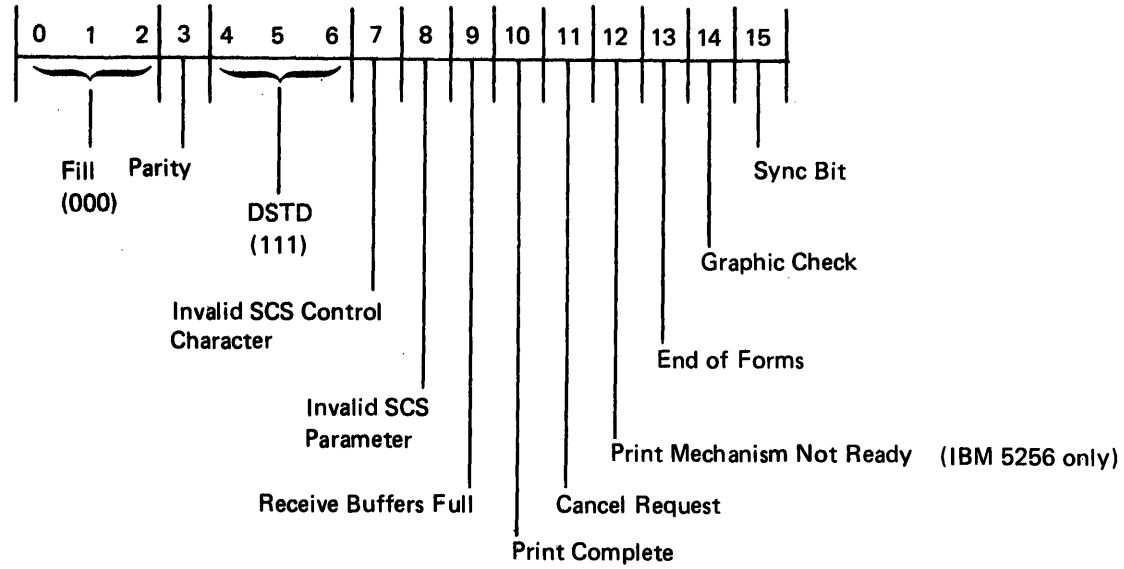 0 1 2 3 4 5 6 7 8 9 10 11 12 13 14 15
Fill
(000)
Parity
Sync Bit
DSTD
(111)
Graphic Check
Invalid SCS Control
Character
End of Forms
Invalid SCS
Parameter
Print Mechanism Not Ready (IBM 5256 only)
Receive Buffers Full
Cancel Request
Print Complete